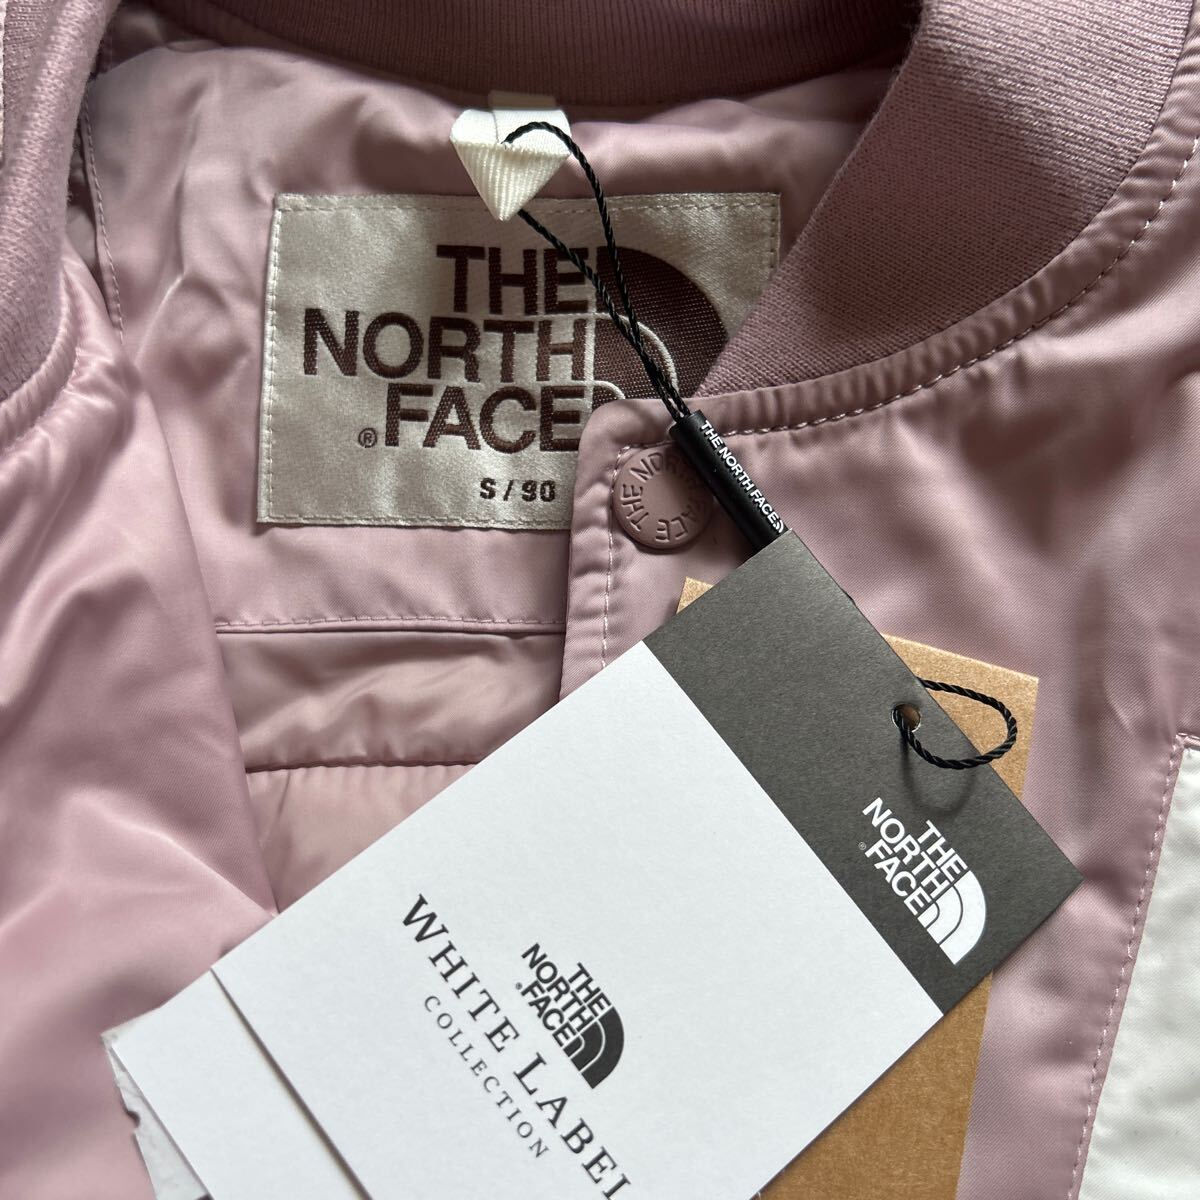 THE
NORTH
FACE
®
S / 90
THE NORTH FACE
THE NORTH FACE
THE
NORTH
FACE
®
THE
NORTH
FACE
®
WHITE LABEL
COLLECTION